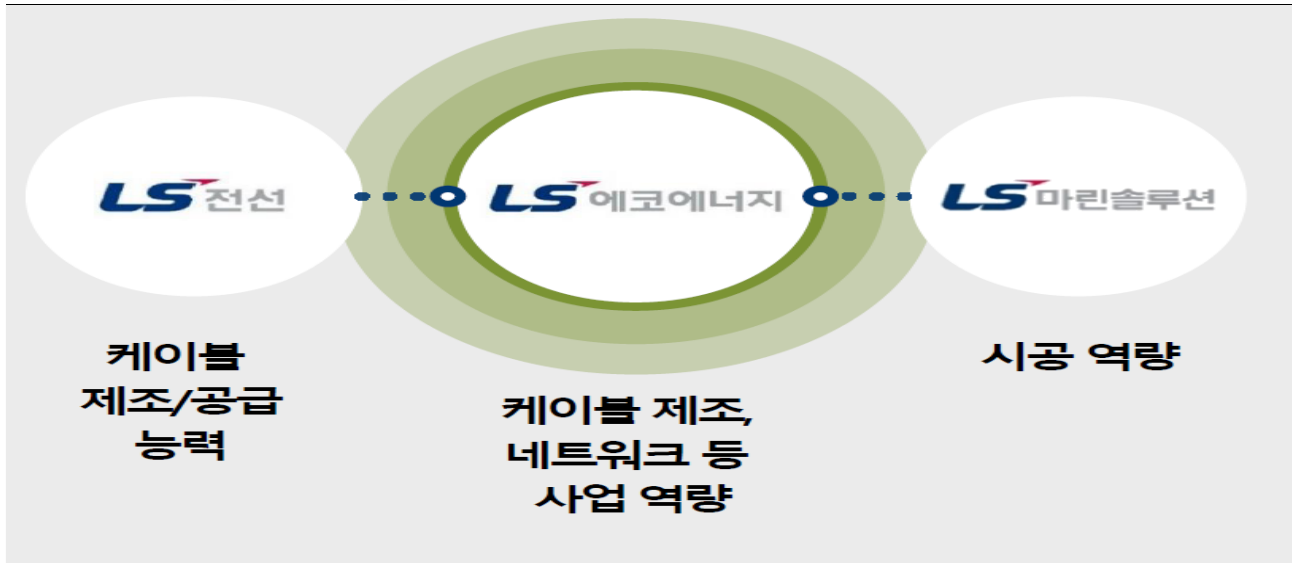 LS전선
LS에코에너지
LS마린솔루션
케이블
제조/공급
능력
케이블 제조,
네트워크 등
사업 역량
시공 역량